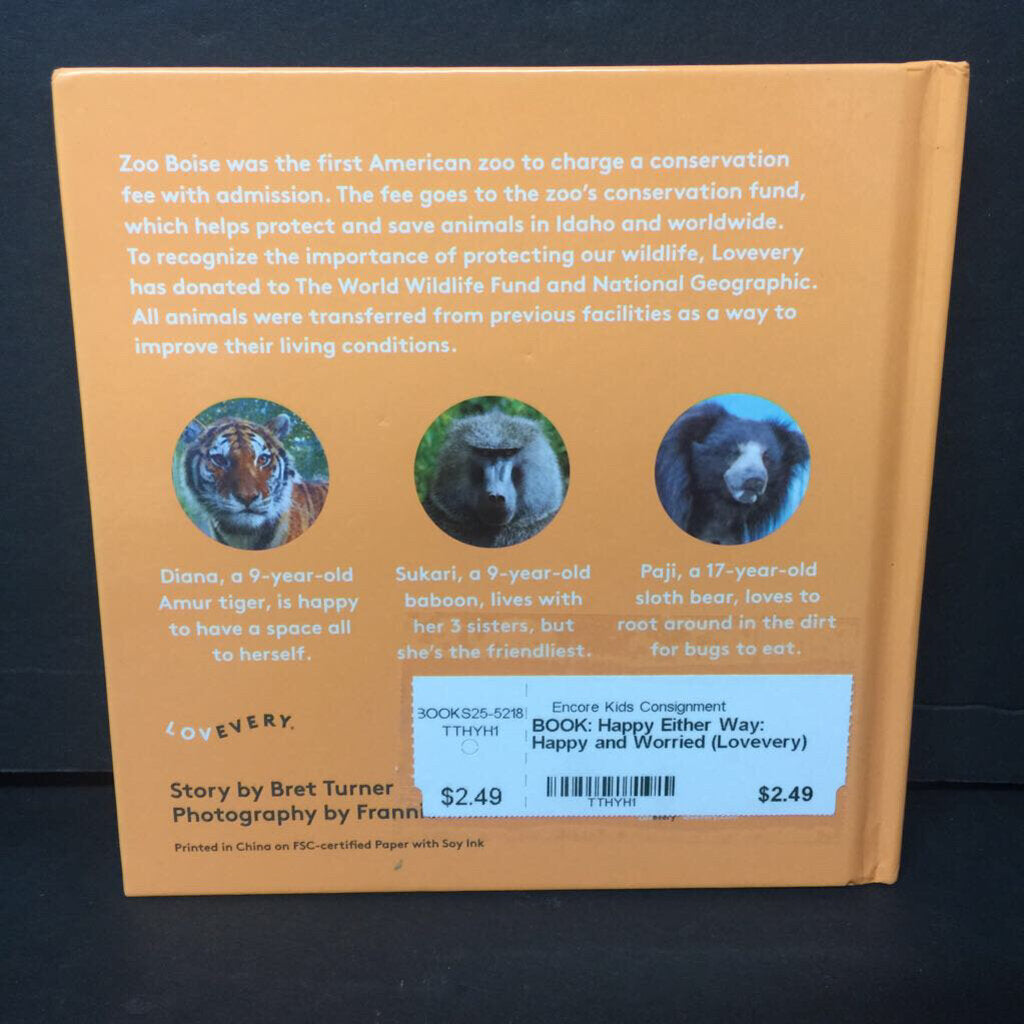 Zoo Boise was the first American zoo to charge a conservation
fee with admission. The fee goes to the zoo's conservation fund,
which helps protect and save animals in Idaho and worldwide.
To recognize the importance of protecting our wildlife, Lovevery
has donated to The World Wildlife Fund and National Geographic.
All animals were transferred from previous facilities as a way to
improve their living conditions.
Diana, a 9-year-old
Amur tiger, is happy
to have a space all
to herself.
Sukari, a 9-year-old
baboon, lives with
her 3 sisters, but
she's the friendliest.
Paji, a 17-year-old
sloth bear, loves to
root around in the dirt
for bugs to eat.
LOVEVERY.
Story by Bret Turner
Photography by
Printed in China on FSC-certified Paper with Soy Ink
BOOKS25-5218
TTHYH1
$2.49
Encore Kids Consignment
BOOK: Happy Either Way:
Happy and Worried (Lovevery)
TTHYH1
$2.49